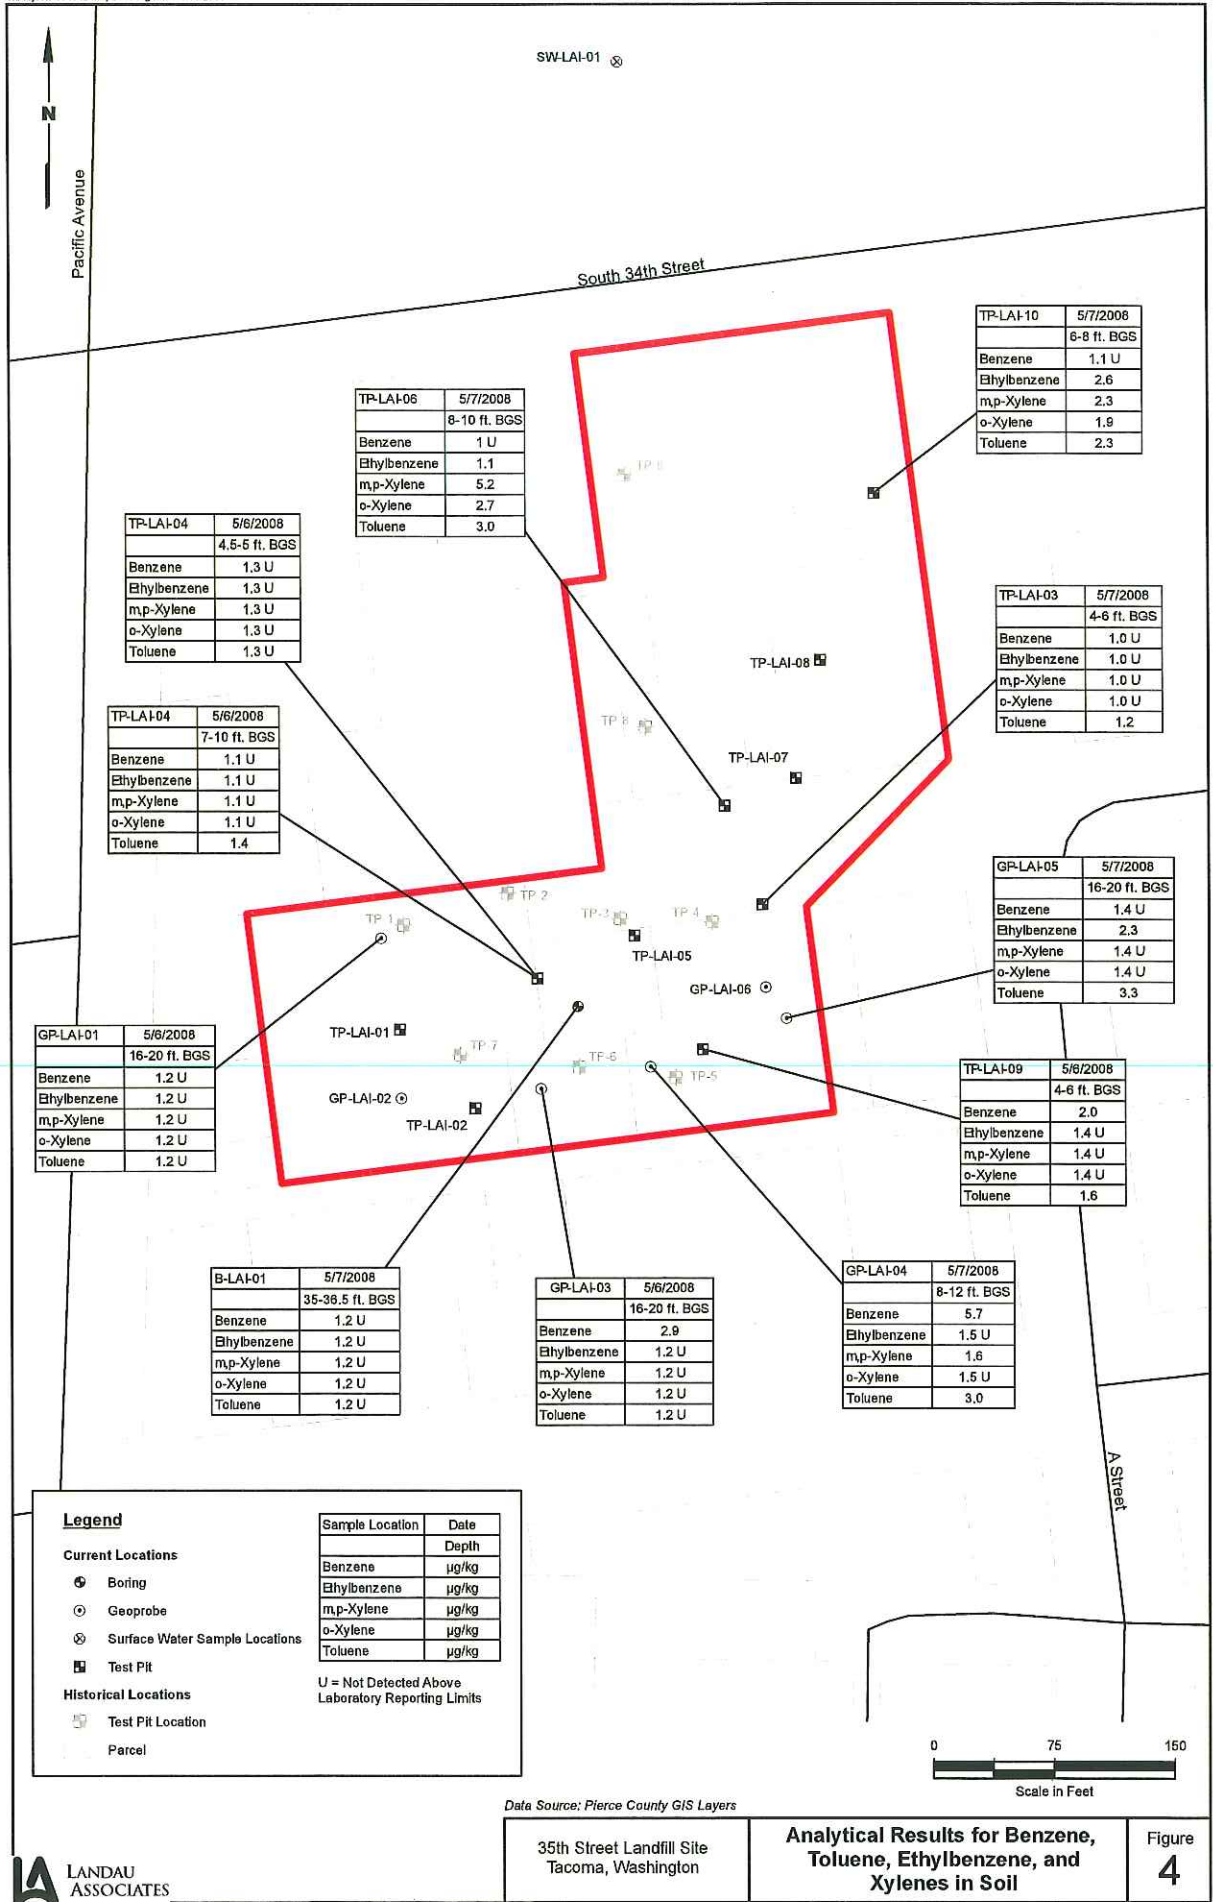 SW-LAI-01
N
Pacific Avenue
South 34th Street
TP-LAI-10 5/7/2008
6-8 ft. BGS
Benzene 1.1 U
Ethylbenzene 2.6
m,p-Xylene 2.3
o-Xylene 1.9
Toluene 2.3
TP-LAI-06 5/7/2008
8-10 ft. BGS
Benzene 1 U
Ethylbenzene 1.1
m,p-Xylene 5.2
o-Xylene 2.7
Toluene 3.0
TP-LAI-04 5/6/2008
4.5-5 ft. BGS
Benzene 1.3 U
Ethylbenzene 1.3 U
m,p-Xylene 1.3 U
o-Xylene 1.3 U
Toluene 1.3 U
TP-LAI-03 5/7/2008
4-6 ft. BGS
Benzene 1.0 U
Ethylbenzene 1.0 U
m,p-Xylene 1.0 U
o-Xylene 1.0 U
Toluene 1.2
TP-LAI-08
TP-LAI-04 5/6/2008
7-10 ft. BGS
Benzene 1.1 U
Ethylbenzene 1.1 U
m,p-Xylene 1.1 U
o-Xylene 1.1 U
Toluene 1.4
TP-8
TP-LAI-07
GP-LAI-05 5/7/2008
16-20 ft. BGS
Benzene 1.4 U
Ethylbenzene 2.3
m,p-Xylene 1.4 U
o-Xylene 1.4 U
Toluene 3.3
TP-2
TP-1
TP-3
TP-4
TP-LAI-05
GP-LAI-06
GP-LAI-01 5/6/2008
16-20 ft. BGS
Benzene 1.2 U
Ethylbenzene 1.2 U
m,p-Xylene 1.2 U
o-Xylene 1.2 U
Toluene 1.2 U
TP-LAI-01
TP-7
TP-6
TP-5
GP-LAI-02
TP-LAI-02
TP-LAI-09 5/6/2008
4-6 ft. BGS
Benzene 2.0
Ethylbenzene 1.4 U
m,p-Xylene 1.4 U
o-Xylene 1.4 U
Toluene 1.6
B-LAI-01 5/7/2008
35-36.5 ft. BGS
Benzene 1.2 U
Ethylbenzene 1.2 U
m,p-Xylene 1.2 U
o-Xylene 1.2 U
Toluene 1.2 U
GP-LAI-03 5/6/2008
16-20 ft. BGS
Benzene 2.9
Ethylbenzene 1.2 U
m,p-Xylene 1.2 U
o-Xylene 1.2 U
Toluene 1.2 U
GP-LAI-04 5/7/2008
8-12 ft. BGS
Benzene 5.7
Ethylbenzene 1.5 U
m,p-Xylene 1.6
o-Xylene 1.5 U
Toluene 3.0
A Street
Legend
Current Locations
Boring
Geoprobe
Surface Water Sample Locations
Test Pit
Historical Locations
Test Pit Location
Parcel
Sample Location Date
Depth
Benzene µg/kg
Ethylbenzene µg/kg
m,p-Xylene µg/kg
o-Xylene µg/kg
Toluene µg/kg
U = Not Detected Above
Laboratory Reporting Limits
0 75 150
Scale in Feet
Data Source: Pierce County GIS Layers
LANDAU
ASSOCIATES
35th Street Landfill Site
Tacoma, Washington
Analytical Results for Benzene,
Toluene, Ethylbenzene, and
Xylenes in Soil
Figure
4